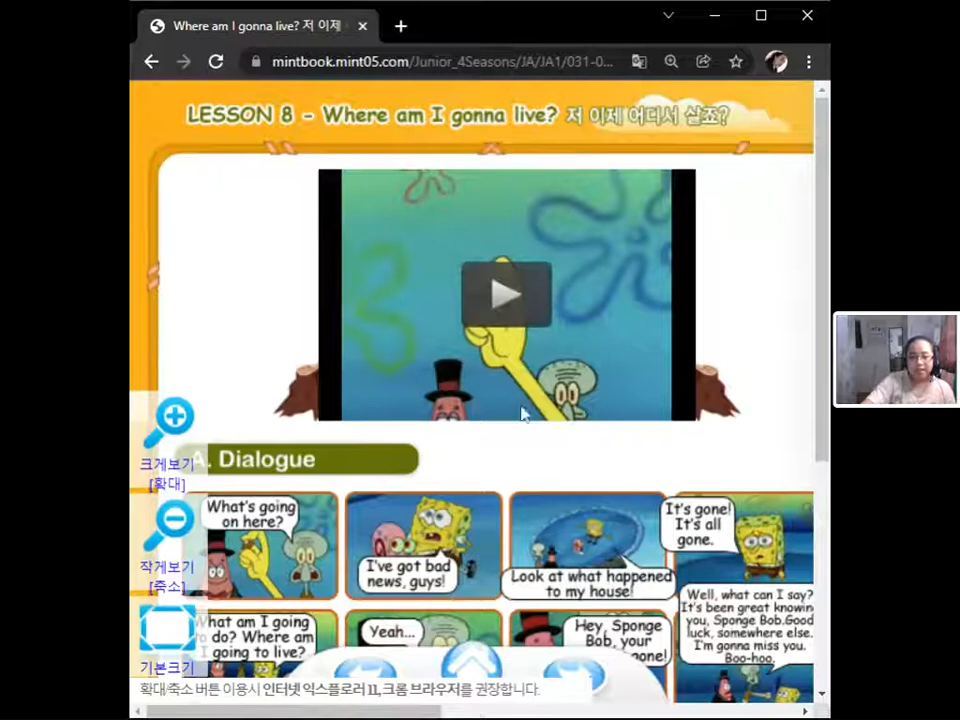 Where am I gonna live? 저 이제
mintbook.mint05.com/Junior_4Seasons/JA/JA1/031-0...
LESSON 8 - Where am I gonna live? 저 이제 어디서 살죠?
크게보기
[확대]
작게보기
[축소]
기본크기
A. Dialogue
What's going
on here?
I've got bad
news, guys!
Look at what happened
to my house!
It's gone!
It's all
gone.
What am I going
to do? Where am
I going to live?
Yeah...
Hey, Sponge
Bob, your
gone!
Well, what can I say?
It's been great knowin
you, Sponge Bob.Good
luck, somewhere else.
I'm gonna miss you.
Boo-hoo.
확대/축소 버튼 이용시 인터넷 익스플로러 11, 크롬 브라우저를 권장합니다.